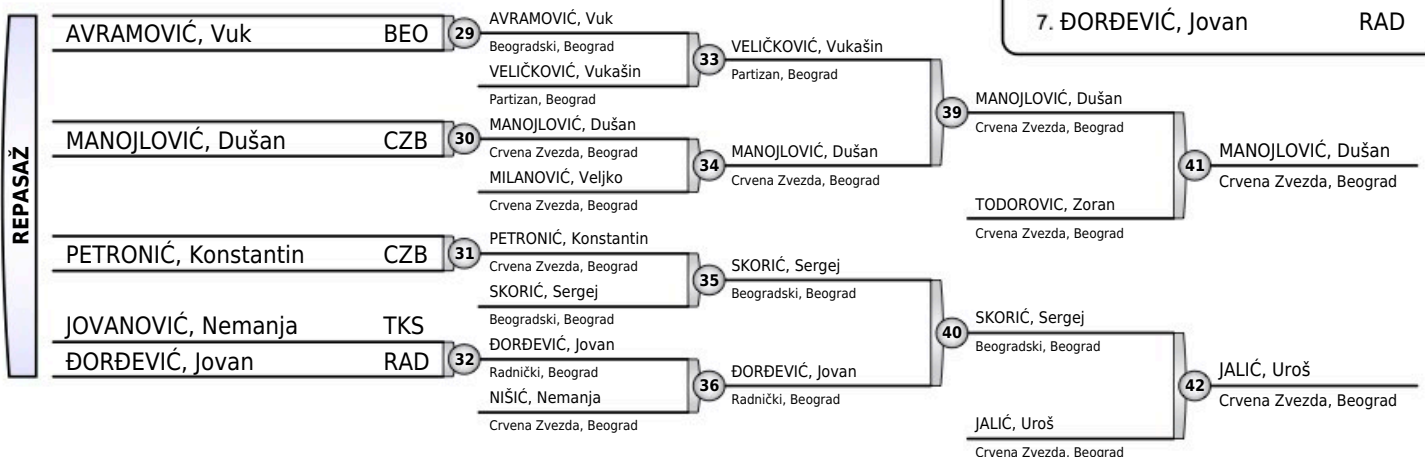 7. ĐORĐEVIĆ, Jovan RAD
REPASAŽ
AVRAMOVIĆ, Vuk BEO
MANOJLOVIĆ, Dušan CZB
PETRONIĆ, Konstantin CZB
JOVANOVIĆ, Nemanja TKS
ĐORĐEVIĆ, Jovan RAD
29
30
31
32
AVRAMOVIĆ, Vuk
Beogradski, Beograd
VELIČKOVIĆ, Vukašin
Partizan, Beograd
MANOJLOVIĆ, Dušan
Crvena Zvezda, Beograd
MILANOVIĆ, Veljko
Crvena Zvezda, Beograd
PETRONIĆ, Konstantin
Crvena Zvezda, Beograd
SKORIĆ, Sergej
Beogradski, Beograd
ĐORĐEVIĆ, Jovan
Radnički, Beograd
NIŠIĆ, Nemanja
Crvena Zvezda, Beograd
33
34
35
36
VELIČKOVIĆ, Vukašin
Partizan, Beograd
MANOJLOVIĆ, Dušan
Crvena Zvezda, Beograd
SKORIĆ, Sergej
Beogradski, Beograd
ĐORĐEVIĆ, Jovan
Radnički, Beograd
39
40
MANOJLOVIĆ, Dušan
Crvena Zvezda, Beograd
TODOROVIC, Zoran
Crvena Zvezda, Beograd
SKORIĆ, Sergej
Beogradski, Beograd
JALIĆ, Uroš
Crvena Zvezda, Beograd
41
42
MANOJLOVIĆ, Dušan
Crvena Zvezda, Beograd
JALIĆ, Uroš
Crvena Zvezda, Beograd